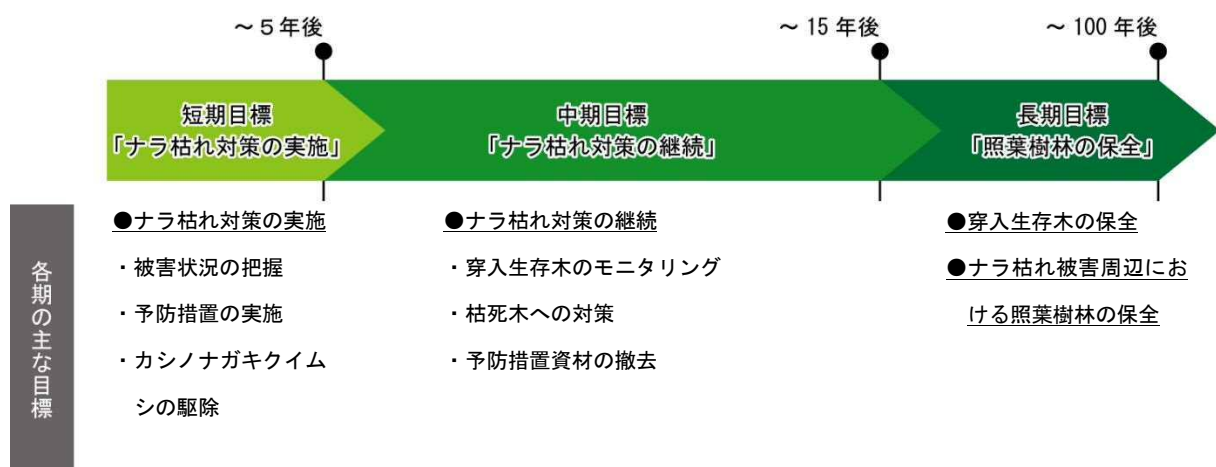 ～５年後
～ 15 年後
～ 100 年後
短期目標
「ナラ枯れ対策の実施」
中期目標
「ナラ枯れ対策の継続」
長期目標
「照葉樹林の保全」
各期の主な目標
●ナラ枯れ対策の実施
・被害状況の把握
・予防措置の実施
・カシノナガキクイム
シの駆除
●ナラ枯れ対策の継続
・穿入生存木のモニタリング
・枯死木への対策
・予防措置資材の撤去
●穿入生存木の保全
●ナラ枯れ被害周辺にお
ける照葉樹林の保全